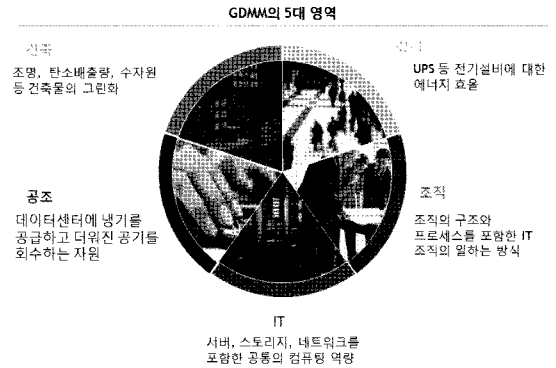 GDMM의 5대 영역
건축
조명, 탄소배출량, 수자원
등 건축물의 그린화
UPS 등 전기설비에 대한
에너지 효율
공조
데이터센터에 냉기를
공급하고 더워진 공기를
회수하는 자원
조직
조직의 구조와
프로세스를 포함한 IT
조직의 일하는 방식
IT
서버, 스토리지, 네트워크를
포함한 공통의 컴퓨팅 역량